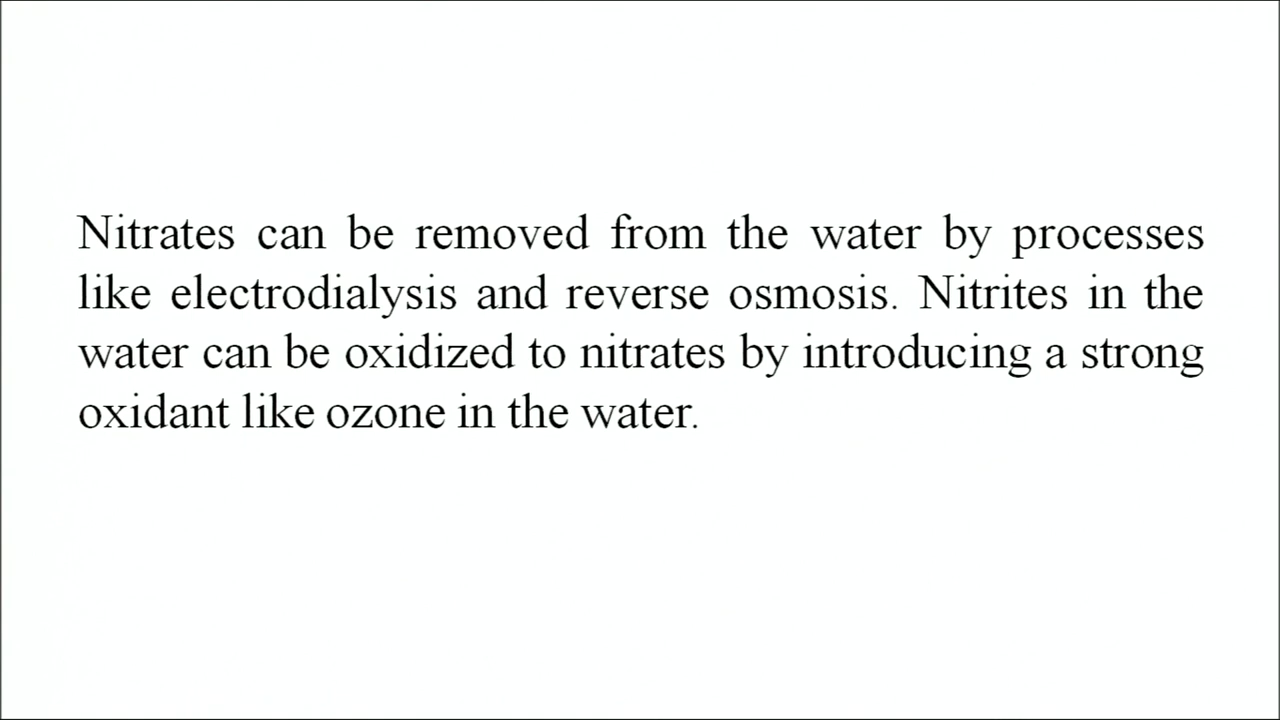 Nitrates can be removed from the water by processes
like electrodialysis and reverse osmosis. Nitrites in the
water can be oxidized to nitrates by introducing a strong
oxidant like ozone in the water.